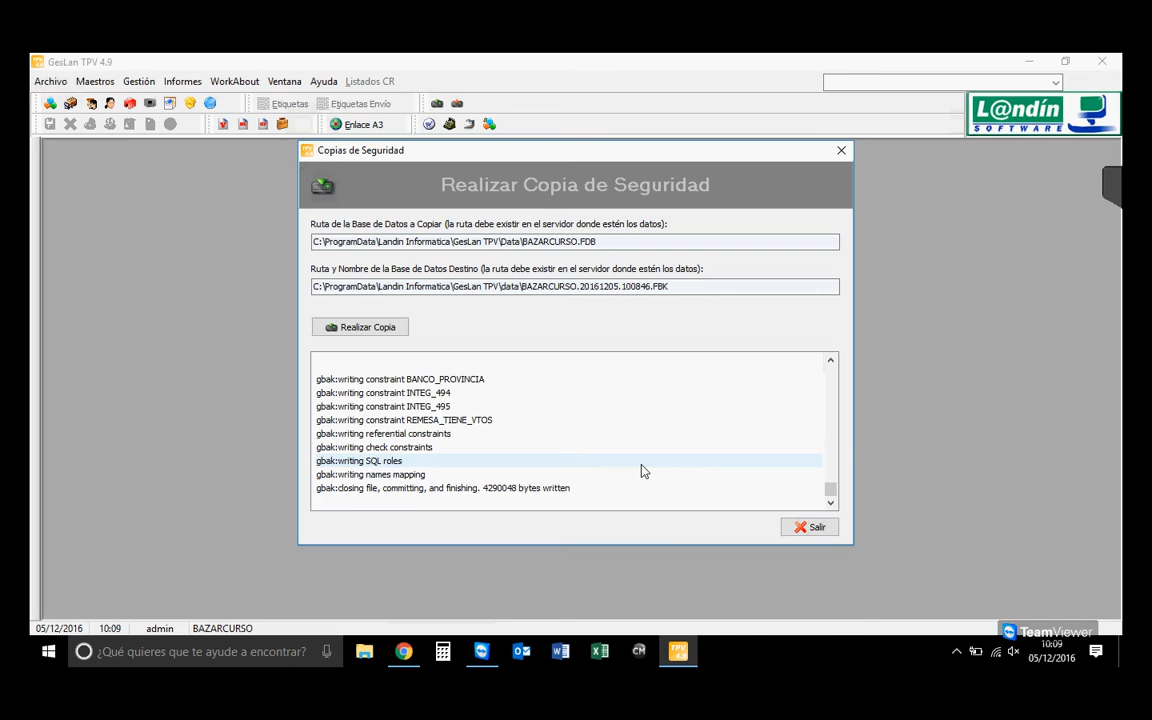 GesLan TPV 4.9
Archivo Maestros Gestión Informes WorkAbout Ventana Ayuda Listados CR
Etiquetas Etiquetas Envío
Enlace A3
L@ndín
SOFTWARE
Copias de Seguridad
Realizar Copia de Seguridad
Ruta de la Base de Datos a Copiar (la ruta debe existir en el servidor donde estén los datos):
C:\ProgramData\Landin Informatica\GesLan TPV\Data\BAZARCURSO.FDB
Ruta y Nombre de la Base de Datos Destino (la ruta debe existir en el servidor donde estén los datos):
C:\ProgramData\Landin Informatica\GesLan TPV\data\BAZARCURSO.20161205.100846.FBK
Realizar Copia
gbak:writing constraint BANCO_PROVINCIA
gbak:writing constraint INTEG_494
gbak:writing constraint INTEG_495
gbak:writing constraint REMESA_TIENE_VTOS
gbak:writing referential constraints
gbak:writing check constraints
gbak:writing SQL roles
gbak:writing names mapping
gbak:closing file, committing, and finishing. 4290048 bytes written
Salir
05/12/2016 10:09 admin BAZARCURSO
TeamViewer
¿Qué quieres que te ayude a encontrar?
TPV
4.9
10:09
05/12/2016